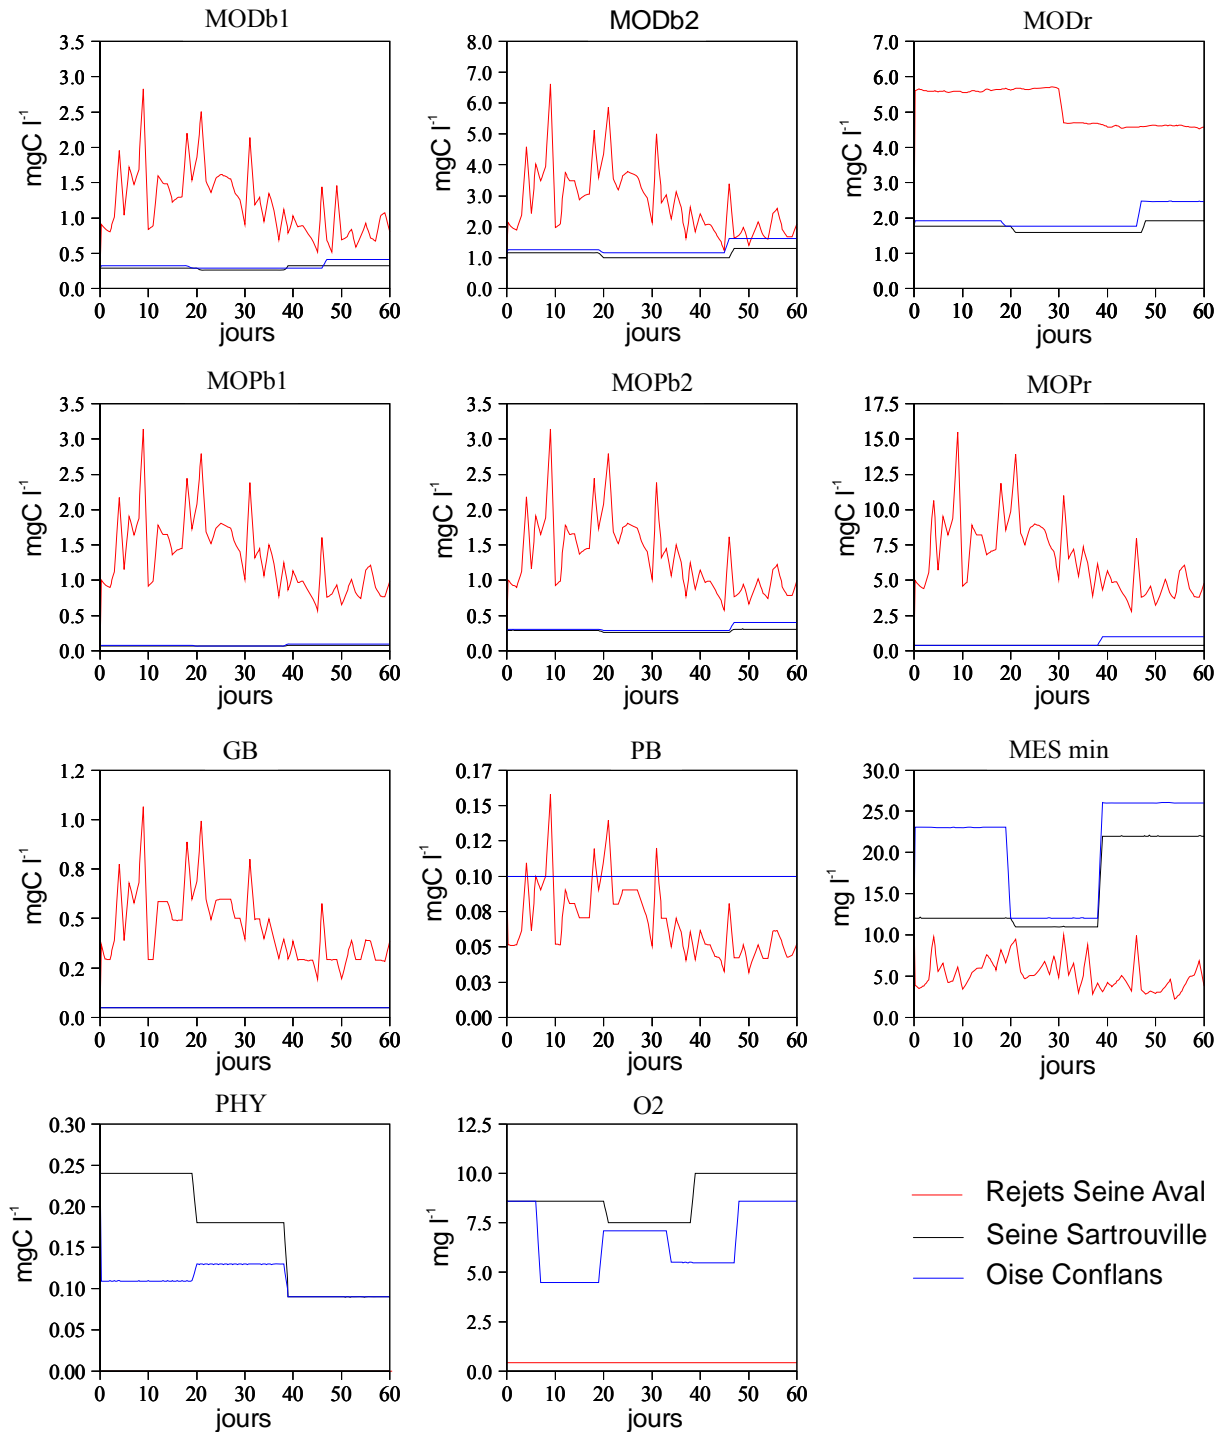 MODb1 MODb2 MODr
3.5 8.0 7.0
3.0 7.0 6.0
2.5 6.0 5.0
2.0 5.0 4.0
1.5 4.0 3.0
1.0 3.0 2.0
0.5 2.0 1.0
0.0 1.0 0.0
0.0
mgC l⁻¹ mgC l⁻¹ mgC l⁻¹
0 10 20 30 40 50 60 0 10 20 30 40 50 60 0 10 20 30 40 50 60
jours jours jours
MOPb1 MOPb2 MOPr
3.5 3.5 17.5
3.0 3.0 15.0
2.5 2.5 12.5
2.0 2.0 10.0
1.5 1.5 7.5
1.0 1.0 5.0
0.5 0.5 2.5
0.0 0.0 0.0
mgC l⁻¹ mgC l⁻¹ mgC l⁻¹
0 10 20 30 40 50 60 0 10 20 30 40 50 60 0 10 20 30 40 50 60
jours jours jours
GB PB MES min
1.2 0.17 30.0
1.0 0.15 25.0
0.8 0.13 20.0
0.5 0.10 15.0
0.2 0.08 10.0
0.0 0.05 5.0
0.03 0.0
0.00
mgC l⁻¹ mgC l⁻¹ mg l⁻¹
0 10 20 30 40 50 60 0 10 20 30 40 50 60 0 10 20 30 40 50 60
jours jours jours
PHY O2
0.30 12.5
0.25 10.0
0.20 7.5
0.15 5.0
0.10 2.5
0.05 0.0
0.00
mgC l⁻¹ mg l⁻¹
0 10 20 30 40 50 60 0 10 20 30 40 50 60
jours jours
Rejets Seine Aval
Seine Sartrouville
Oise Conflans